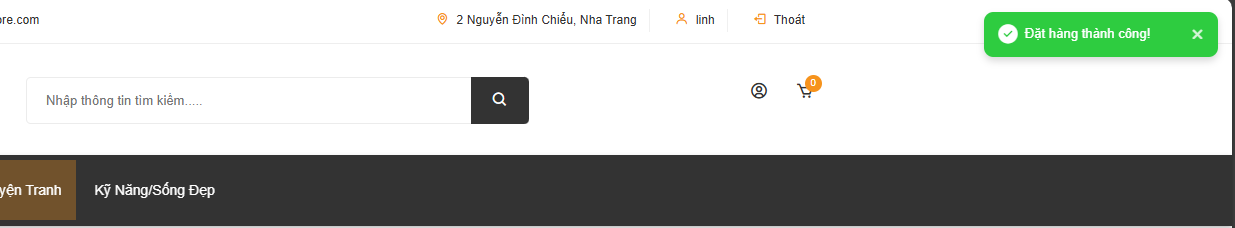 ore.com
2 Nguyễn Đình Chiểu, Nha Trang
linh
Thoát
Đặt hàng thành công!
Nhập thông tin tìm kiếm.....
0
yện Tranh
Kỹ Năng/Sống Đẹp